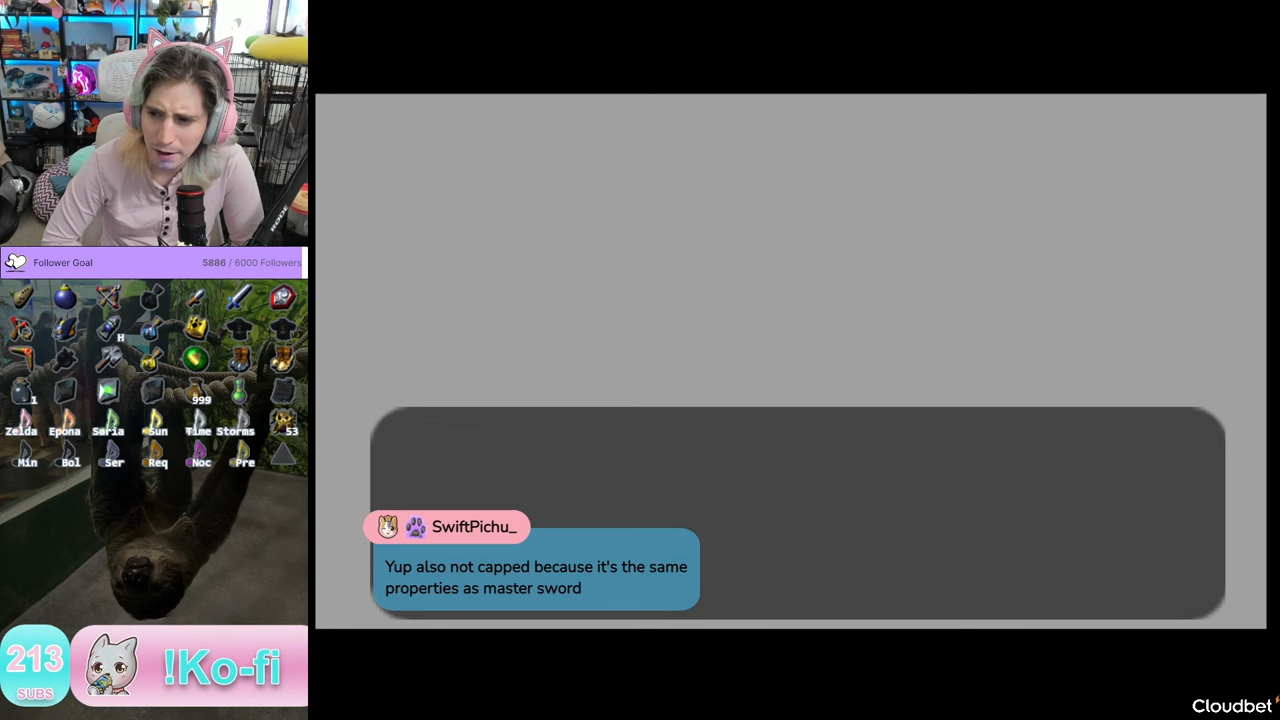 Follower Goal
5886 / 6000 Followers
H
1
999
Zelda Epona Saria Sun Time Storms 53
Min Bol Ser Req Noc Pre
213
SUBS
!Ko-fi
SwiftPichu_
Yup also not capped because it's the same
properties as master sword
RODE
Cloudbet